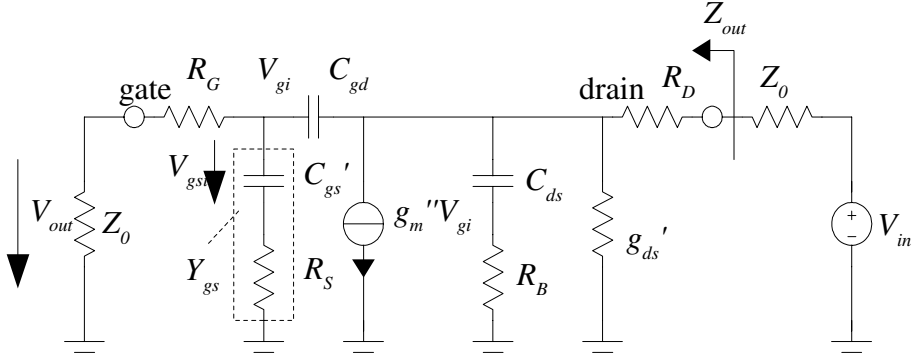 Z_out
R_G
V_gi
C_gd
R_D
Z_0
gate
drain
V_gsi
C_gs'
C_ds
V_out
Z_0
g_m''V_gi
g_ds'
+
−
V_in
Y_gs
R_S
R_B